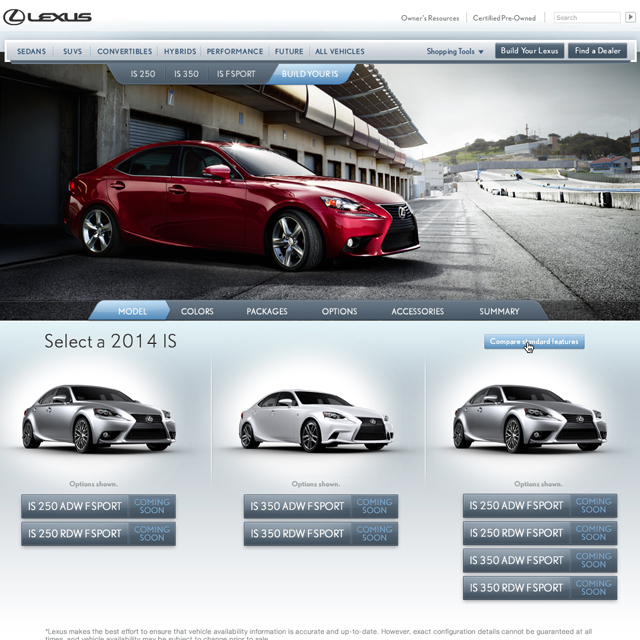 LEXUS
Owner's Resources
Certified Pre-Owned
Search
SEDANS
SUVS
CONVERTIBLES
HYBRIDS
PERFORMANCE
FUTURE
ALL VEHICLES
Shopping Tools
Build Your Lexus
Find a Dealer
IS 250
IS 350
IS F SPORT
BUILD YOUR IS
MODEL
COLORS
PACKAGES
OPTIONS
ACCESSORIES
SUMMARY
Select a 2014 IS
Compare standard features
Options shown.
IS 250 ADW F SPORT
COMING
SOON
IS 250 RDW F SPORT
COMING
SOON
Options shown.
IS 350 ADW F SPORT
COMING
SOON
IS 350 RDW F SPORT
COMING
SOON
Options shown.
IS 250 ADW F SPORT
COMING
SOON
IS 250 RDW F SPORT
COMING
SOON
IS 350 ADW F SPORT
COMING
SOON
IS 350 RDW F SPORT
COMING
SOON
*Lexus makes the best effort to ensure that vehicle availability information is accurate and up-to-date. However, exact configuration details cannot be guaranteed at all
times, and vehicle availability may be subject to change prior to sale.